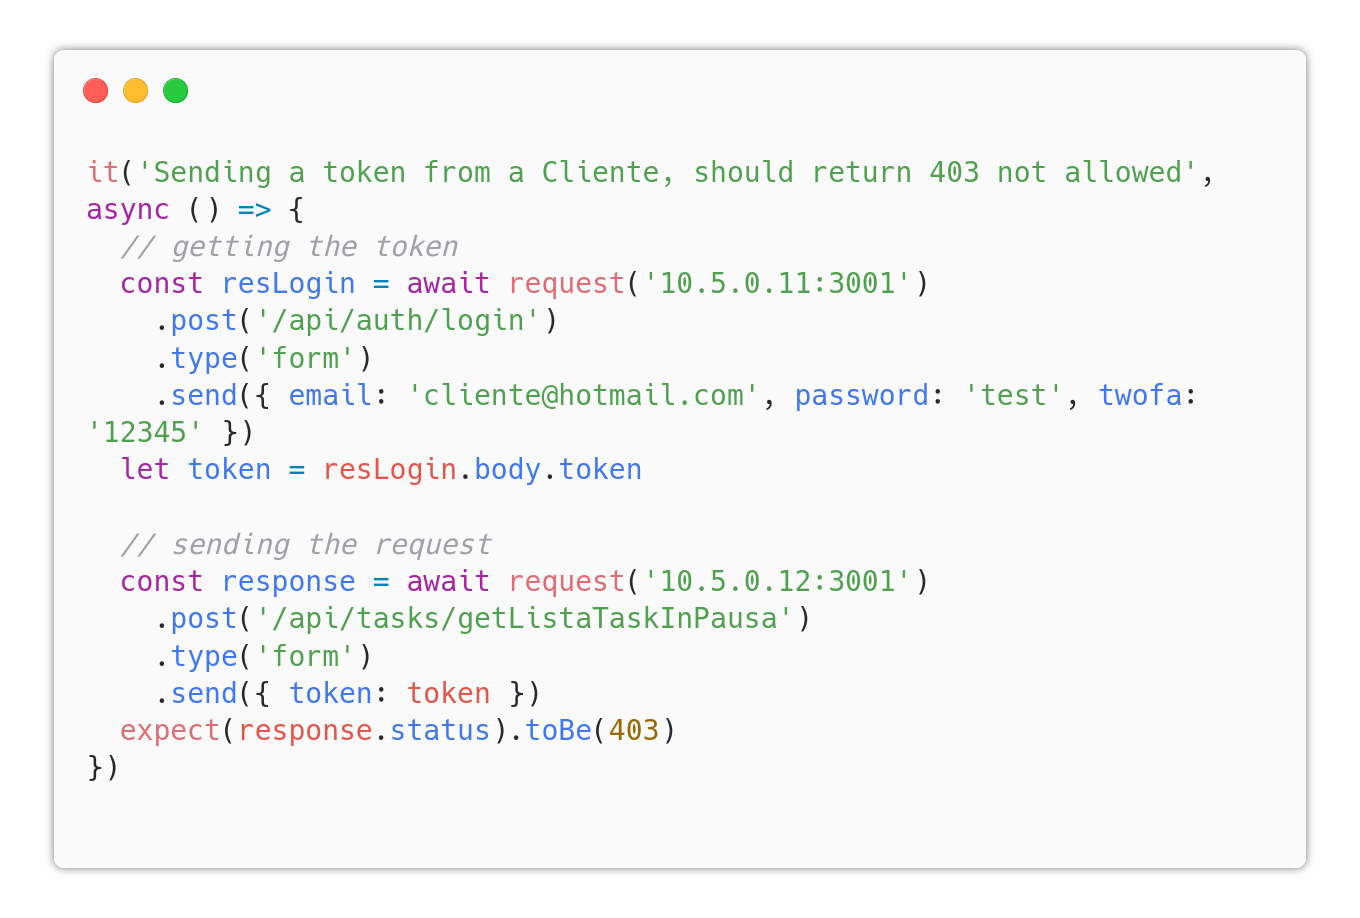 it('Sending a token from a Cliente, should return 403 not allowed',
async () => {
  // getting the token
  const resLogin = await request('10.5.0.11:3001')
    .post('/api/auth/login')
    .type('form')
    .send({ email: 'cliente@hotmail.com', password: 'test', twofa:
'12345' })
  let token = resLogin.body.token

  // sending the request
  const response = await request('10.5.0.12:3001')
    .post('/api/tasks/getListaTaskInPausa')
    .type('form')
    .send({ token: token })
  expect(response.status).toBe(403)
})